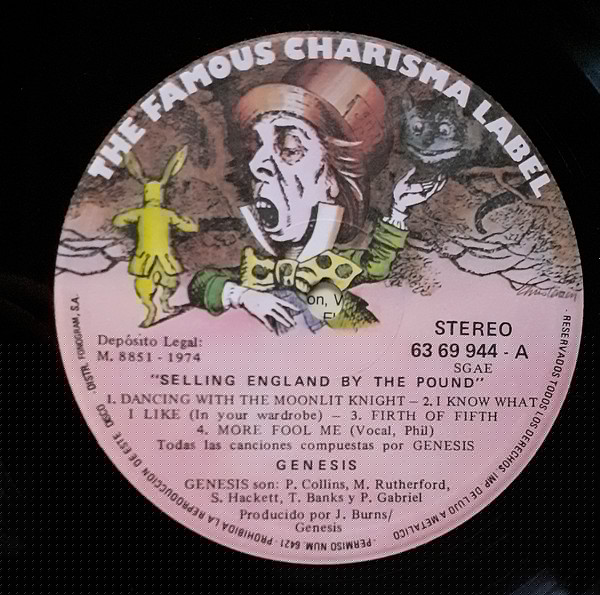 THE FAMOUS CHARISMA LABEL
on, V
STEREO
63 69 944 - A
SGAE
Depósito Legal:
M. 8851 - 1974
"SELLING ENGLAND BY THE POUND"
1. DANCING WITH THE MOONLIT KNIGHT – 2. I KNOW WHAT
I LIKE (In your wardrobe) – 3. FIRTH OF FIFTH
4. MORE FOOL ME (Vocal, Phil)
Todas las canciones compuestas por GENESIS
GENESIS
GENESIS son: P. Collins, M. Rutherford,
S. Hackett, T. Banks y P. Gabriel
Producido por J. Burns/
Genesis
· RESERVADOS TODOS LOS DERECHOS. IMP. DE LUJO A METALICO · PERMISO NUM. 6421 · PROHIBIDA LA REPRODUCCION DE ESTE DISCO - DISTR. FONOGRAM, S.A.